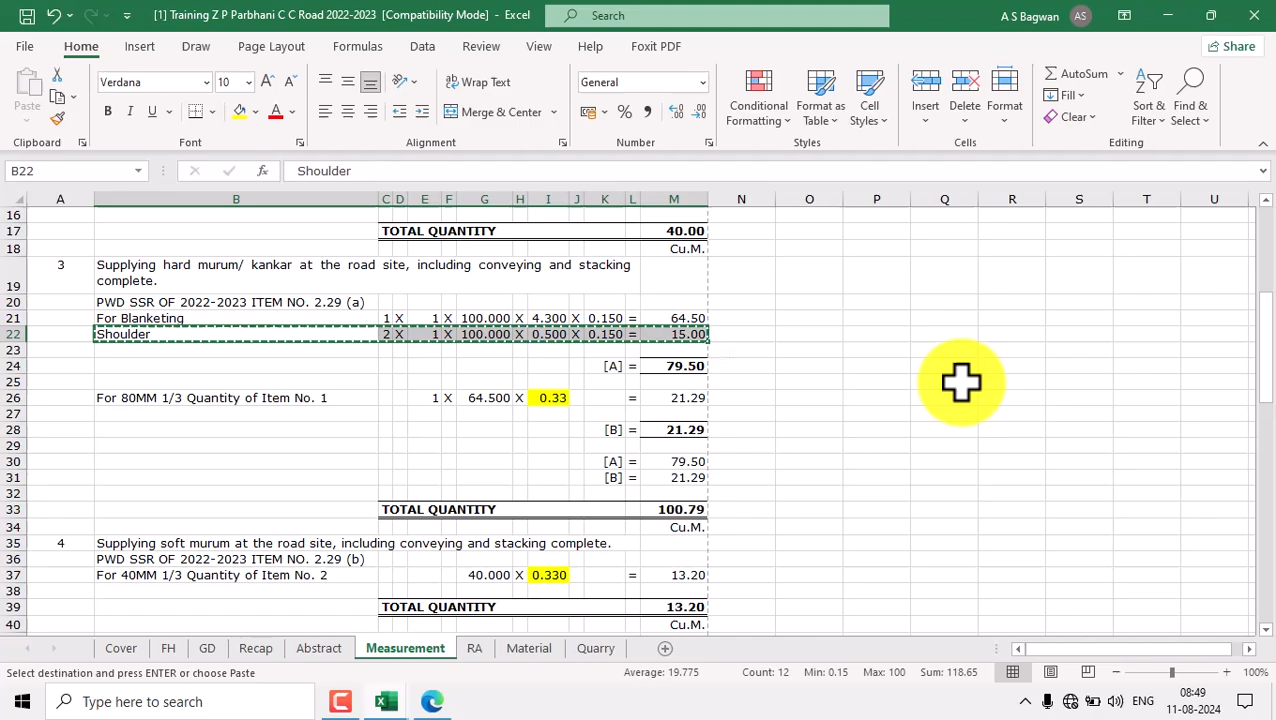 [1] Training Z P Parbhani C C Road 2022-2023 [Compatibility Mode] - Excel
Search
A S Bagwan AS
File Home Insert Draw Page Layout Formulas Data Review View Help Foxit PDF Share
Paste Verdana 10 Wrap Text General Conditional Formatting Format as Table Cell Styles Insert Delete Format AutoSum Sort & Filter Find & Select
B I U Merge & Center % Fill Clear
Clipboard Font Alignment Number Styles Cells Editing
B22 fx Shoulder
A B C D E F G H I J K L M N O P Q R S T U
16
17 TOTAL QUANTITY 40.00
18 Cu.M.
3 Supplying hard murum/ kankar at the road site, including conveying and stacking
19 complete.
20 PWD SSR OF 2022-2023 ITEM NO. 2.29 (a)
21 For Blanketing 1 X 1 X 100.000 X 4.300 X 0.150 = 64.50
22 Shoulder 2 X 1 X 100.000 X 0.500 X 0.150 = 15.00
23
24 [A] = 79.50
25
26 For 80MM 1/3 Quantity of Item No. 1 1 X 64.500 X 0.33 = 21.29
27
28 [B] = 21.29
29
30 [A] = 79.50
31 [B] = 21.29
32
33 TOTAL QUANTITY 100.79
34 Cu.M.
35 4 Supplying soft murum at the road site, including conveying and stacking complete.
36 PWD SSR OF 2022-2023 ITEM NO. 2.29 (b)
37 For 40MM 1/3 Quantity of Item No. 2 40.000 X 0.330 = 13.20
38
39 TOTAL QUANTITY 13.20
40 Cu.M.
Cover FH GD Recap Abstract Measurement RA Material Quarry
Select destination and press ENTER or choose Paste Average: 19.775 Count: 12 Min: 0.15 Max: 100 Sum: 118.65 100%
Type here to search ENG 08:49
11-08-2024